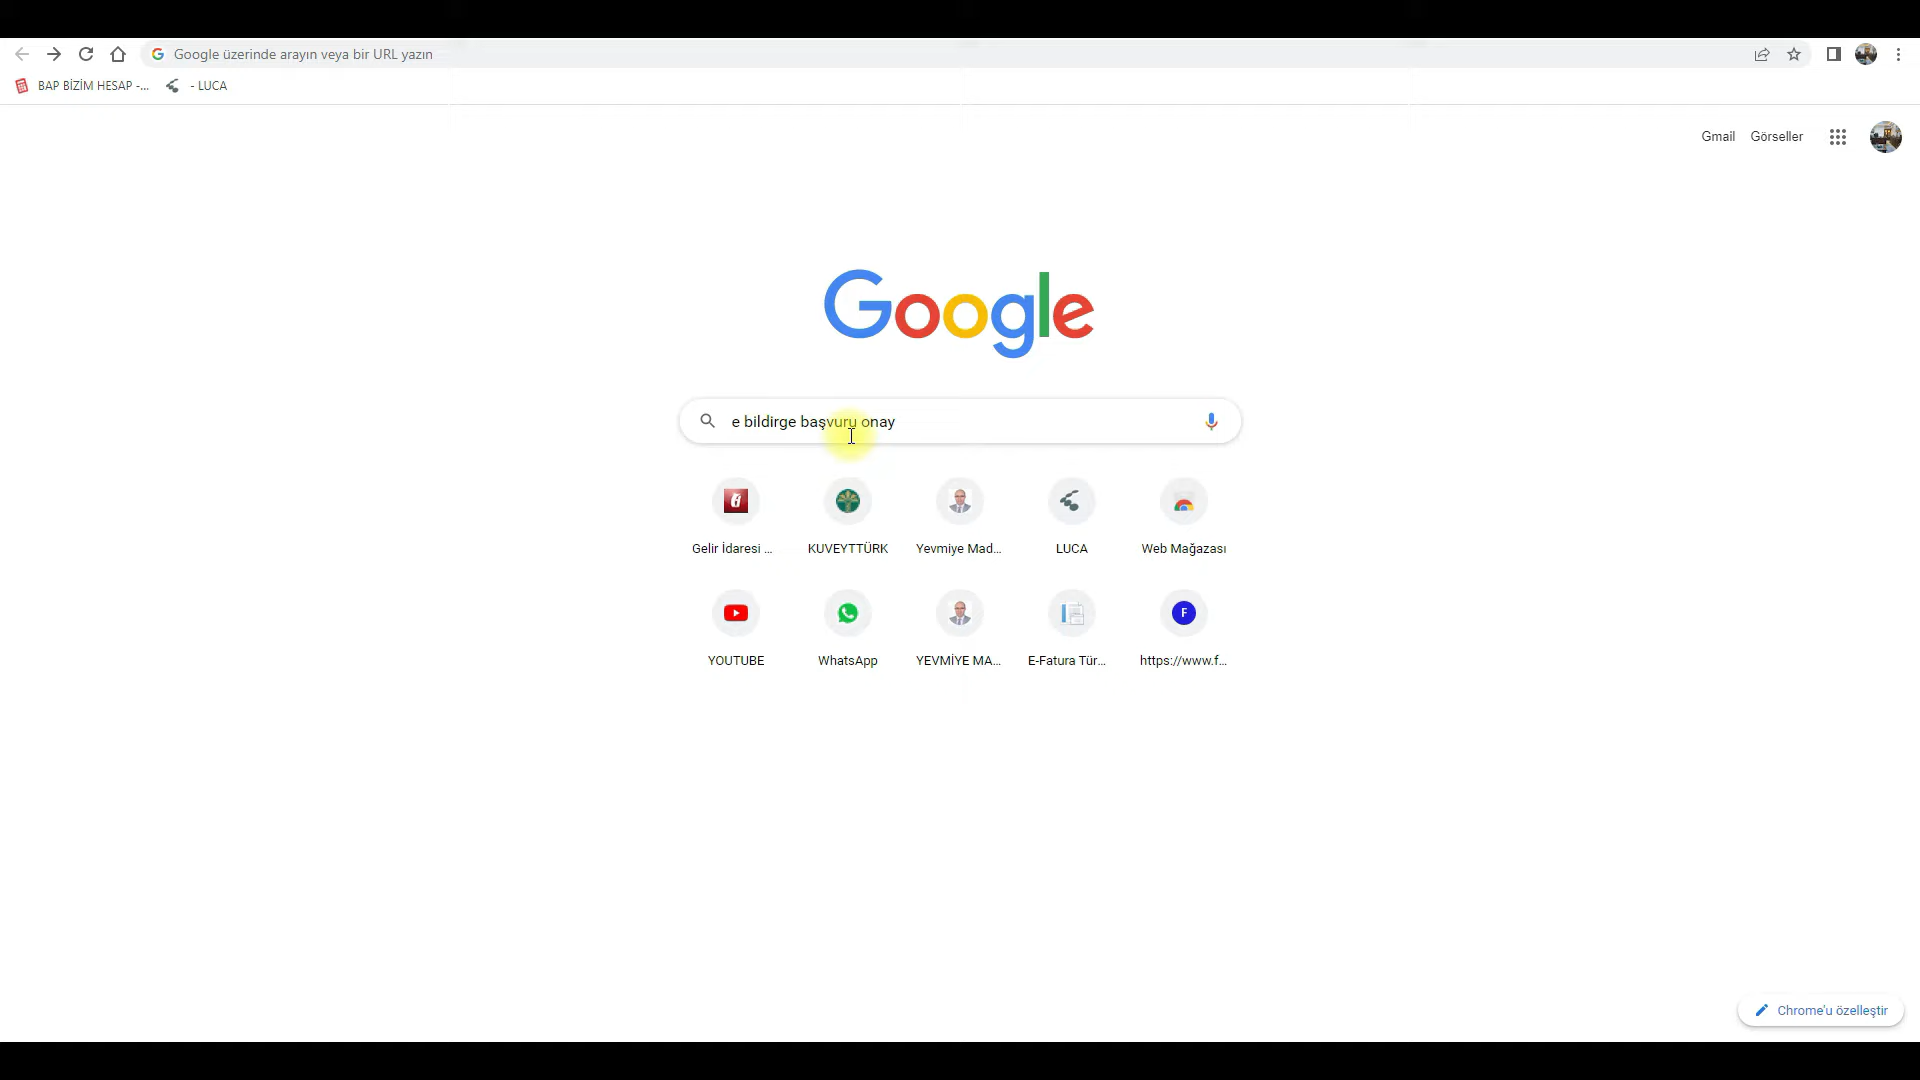 Google üzerinde arayın veya bir URL yazın
BAP BİZİM HESAP -...
- LUCA
Gmail Görseller
Google
e bildirge başvuru onay
Gelir İdaresi ... KUVEYTTÜRK Yevmiye Mad... LUCA Web Mağazası
F
YOUTUBE WhatsApp YEVMİYE MA... E-Fatura Tür... https://www.f...
Chrome'u özelleştir